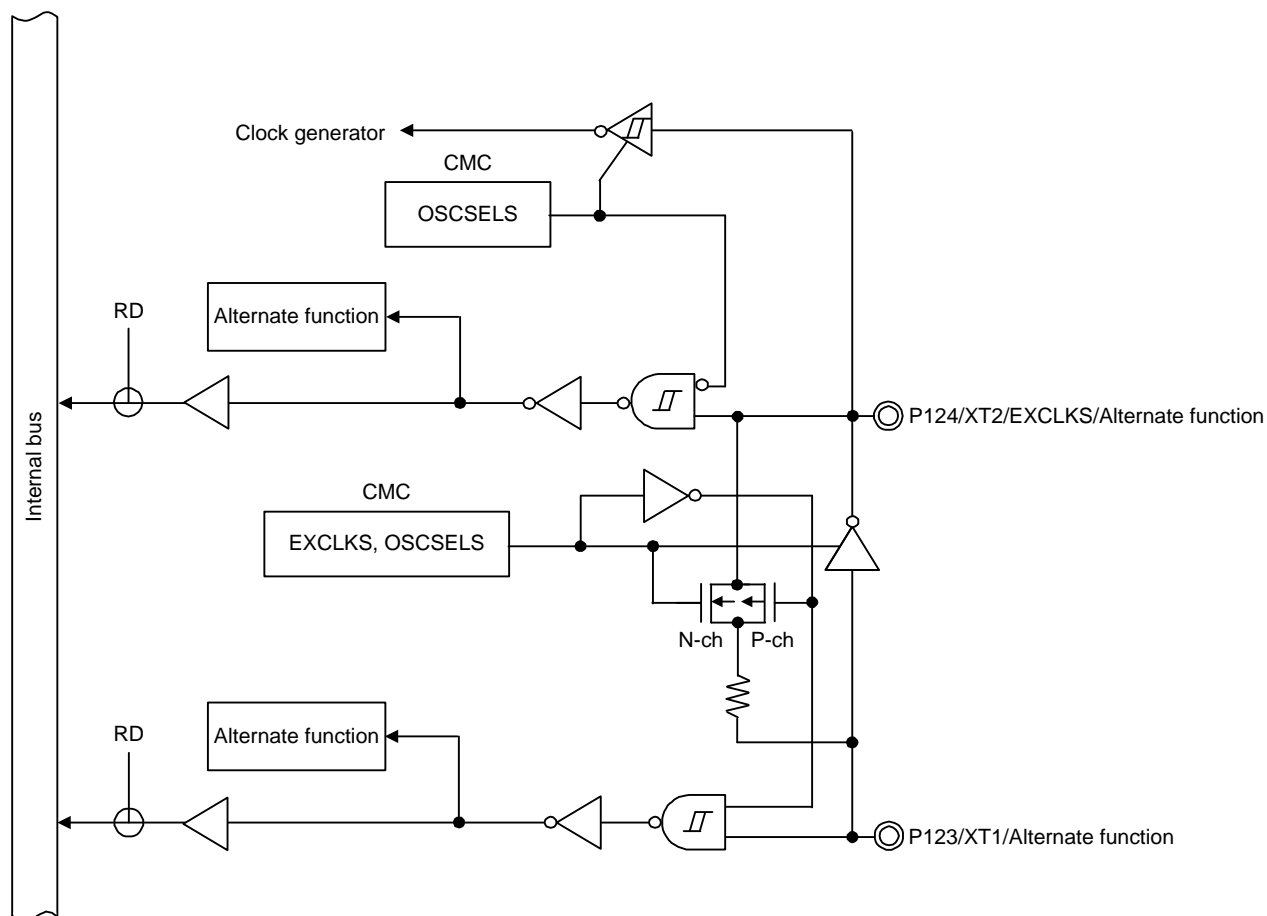 Clock generator
CMC
OSCSELS
RD
Alternate function
P124/XT2/EXCLKS/Alternate function
Internal bus
CMC
EXCLKS, OSCSELS
N-ch
P-ch
RD
Alternate function
P123/XT1/Alternate function